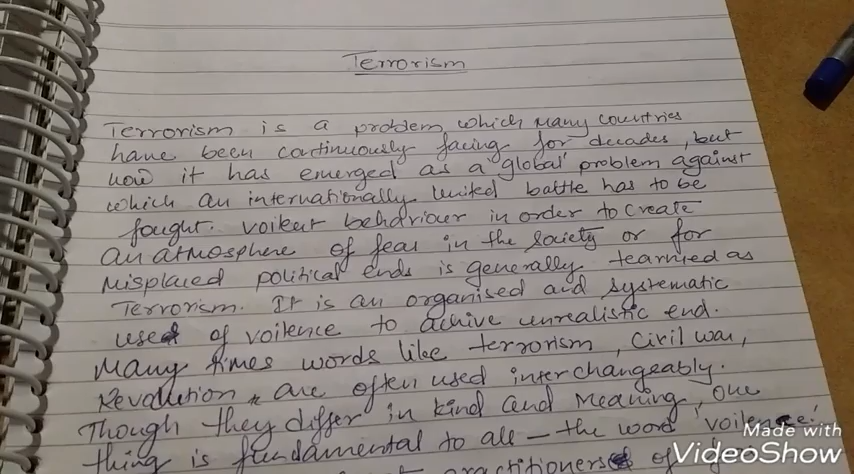 Terrorism
Terrorism is a problem which many countries
have been continuously facing for decades, but
now it has emerged as a 'global' problem against
which an internationally united battle has to be
fought. Voilent behaviour in order to create
an atmosphere of fear in the society or for
misplaced political ends is generally tearmied as
Terrorism. It is an organised and systematic
use of voilence to achive unrealistic end.
Many times words like terrorism, civil war,
Revolution are often used interchangeably.
Though they differ in kind and meaning, one
thing is fundamental to all – the word 'voilence'.
practitioners of
Made with
VideoShow